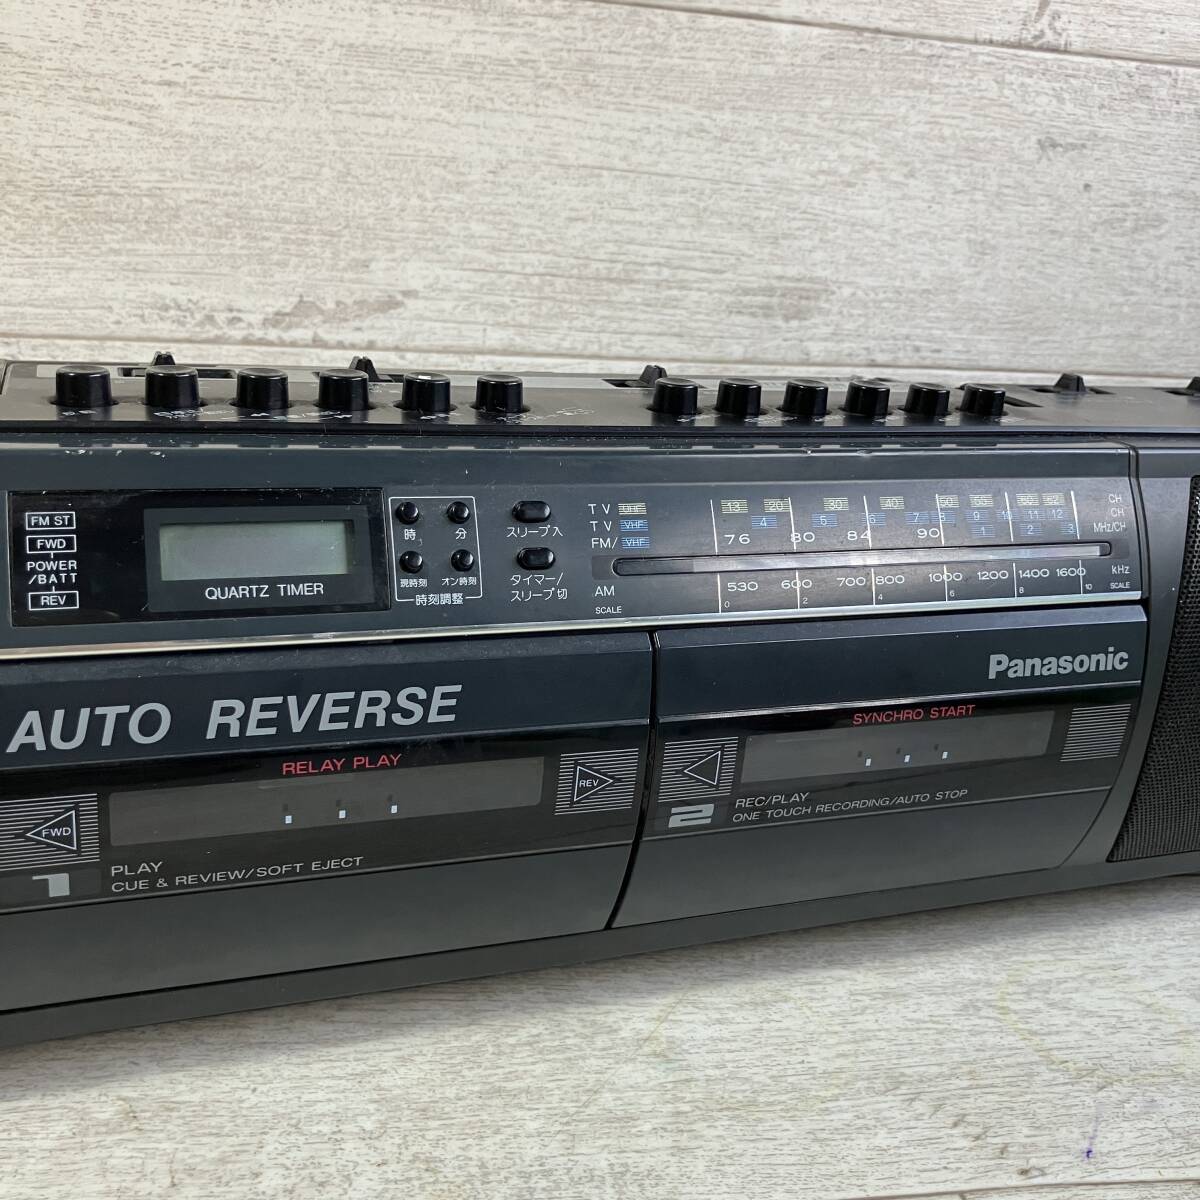 FM ST
FWD
POWER
/BATT
REV
QUARTZ TIMER
時 分
現時刻 オン時刻
時刻調整
スリープ入
タイマー/
スリープ切
TV UHF 13 20 30 40 50 55 60 62 CH
TV VHF 4 5 6 7 8 9 10 11 12 CH
FM/ VHF 76 80 84 90 1 2 3 MHz/CH
AM 530 600 700 800 1000 1200 1400 1600 kHz
SCALE 0 2 4 6 8 10 SCALE
Panasonic
AUTO REVERSE
RELAY PLAY
FWD
REV
1
PLAY
CUE & REVIEW/SOFT EJECT
SYNCHRO START
2
REC/PLAY
ONE TOUCH RECORDING/AUTO STOP